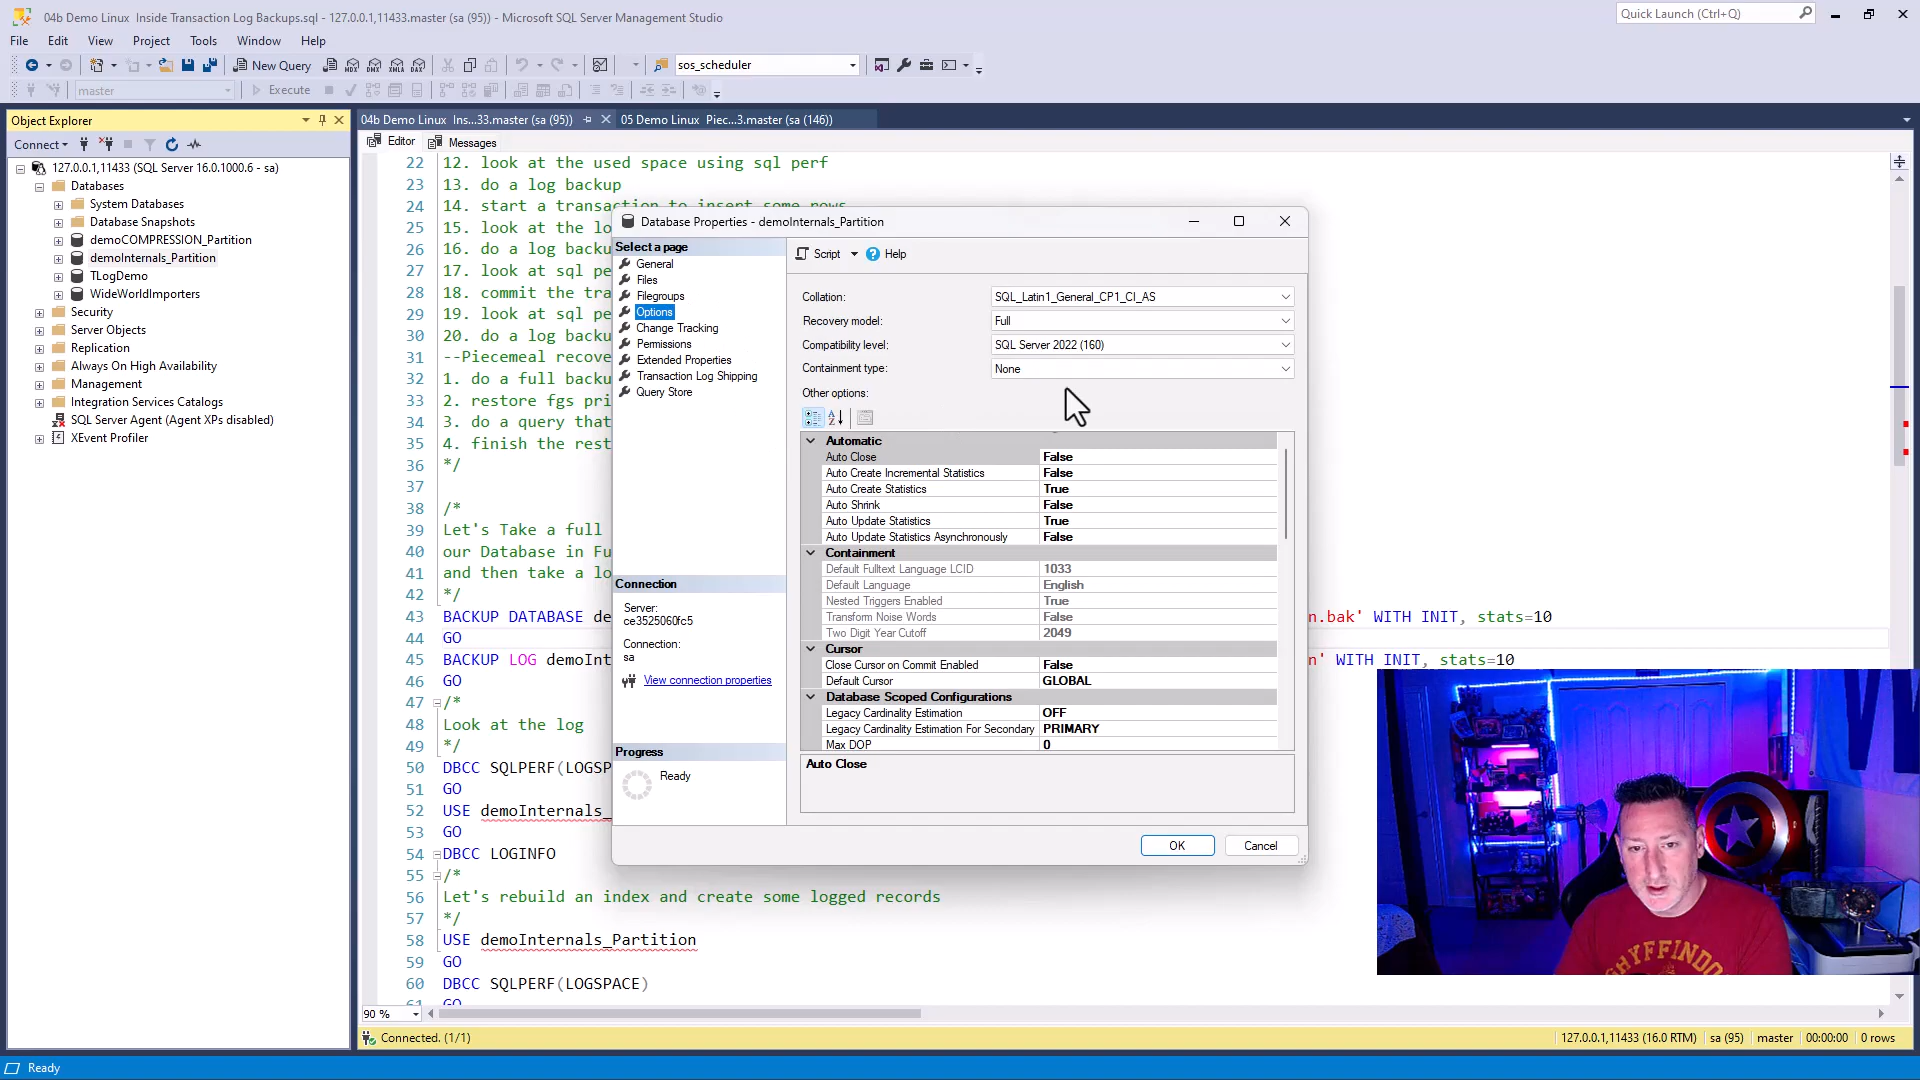 04b Demo Linux  Inside Transaction Log Backups.sql - 127.0.0.1,11433.master (sa (95)) - Microsoft SQL Server Management Studio
Quick Launch (Ctrl+Q)
File Edit View Project Tools Window Help
New Query
MDX DMX XMLA DAX
sos_scheduler
master
Execute
Object Explorer
04b Demo Linux  Ins...33.master (sa (95))
05 Demo Linux  Piec...3.master (sa (146))
Connect
Editor
Messages
127.0.0.1,11433 (SQL Server 16.0.1000.6 - sa)
Databases
System Databases
Database Snapshots
demoCOMPRESSION_Partition
demoInternals_Partition
TLogDemo
WideWorldImporters
Security
Server Objects
Replication
Always On High Availability
Management
Integration Services Catalogs
SQL Server Agent (Agent XPs disabled)
XEvent Profiler
22 12. look at the used space using sql perf
23 13. do a log backup
24 14. start a transaction to insert some rows
25 15. look at the lo
26 16. do a log backu
27 17. look at sql pe
28 18. commit the tra
29 19. look at sql pe
30 20. do a log backu
31 --Piecemeal recove
32 1. do a full backu
33 2. restore fgs pri
34 3. do a query that
35 4. finish the rest
36 */
37
38 /*
39 Let's Take a full
40 our Database in Fu
41 and then take a lo
42 */
43 BACKUP DATABASE de
n.bak' WITH INIT, stats=10
44 GO
45 BACKUP LOG demoInt
n' WITH INIT, stats=10
46 GO
47 /*
48 Look at the log
49 */
50 DBCC SQLPERF(LOGSP
51 GO
52 USE demoInternals_
53 GO
54 DBCC LOGINFO
55 /*
56 Let's rebuild an index and create some logged records
57 */
58 USE demoInternals_Partition
59 GO
60 DBCC SQLPERF(LOGSPACE)
61 GO
Database Properties - demoInternals_Partition
Select a page
General
Files
Filegroups
Options
Change Tracking
Permissions
Extended Properties
Transaction Log Shipping
Query Store
Connection
Server:
ce3525060fc5
Connection:
sa
View connection properties
Progress
Ready
Script
Help
Collation: SQL_Latin1_General_CP1_CI_AS
Recovery model: Full
Compatibility level: SQL Server 2022 (160)
Containment type: None
Other options:
Automatic
Auto Close False
Auto Create Incremental Statistics False
Auto Create Statistics True
Auto Shrink False
Auto Update Statistics True
Auto Update Statistics Asynchronously False
Containment
Default Fulltext Language LCID 1033
Default Language English
Nested Triggers Enabled True
Transform Noise Words False
Two Digit Year Cutoff 2049
Cursor
Close Cursor on Commit Enabled False
Default Cursor GLOBAL
Database Scoped Configurations
Legacy Cardinality Estimation OFF
Legacy Cardinality Estimation For Secondary PRIMARY
Max DOP 0
Auto Close
OK
Cancel
GHYFFINDO
90 %
Connected. (1/1)
127.0.0.1,11433 (16.0 RTM) sa (95) master 00:00:00 0 rows
Ready